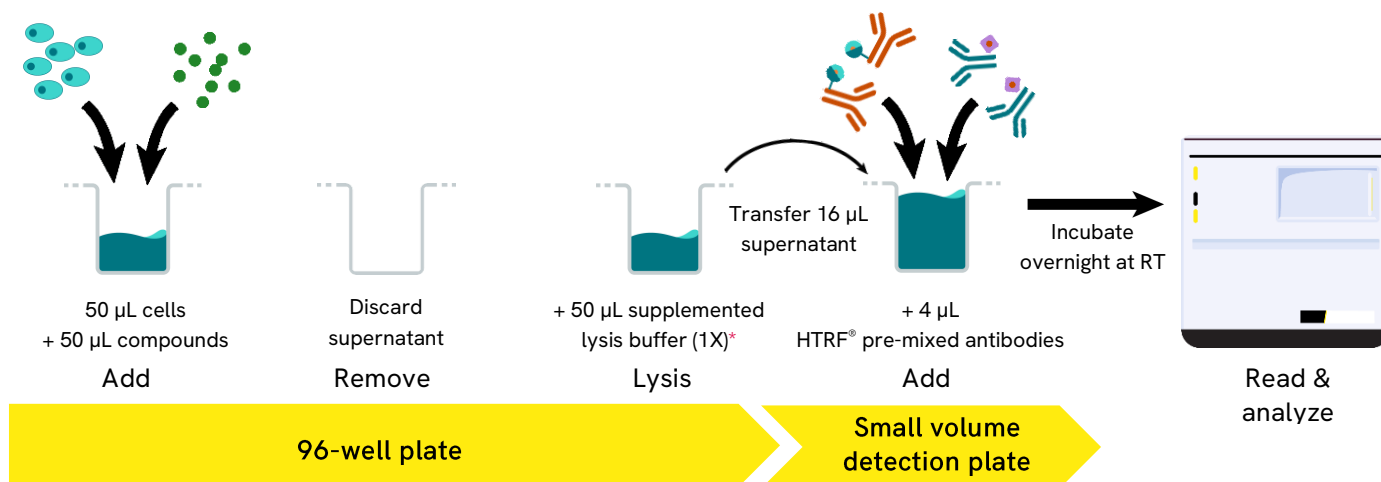 50 µL cells
+ 50 µL compounds
Add
Discard
supernatant
Remove
+ 50 µL supplemented
lysis buffer (1X)*
Lysis
Transfer 16 µL
supernatant
+ 4 µL
HTRF® pre-mixed antibodies
Add
Incubate
overnight at RT
Read &
analyze
96-well plate
Small volume
detection plate